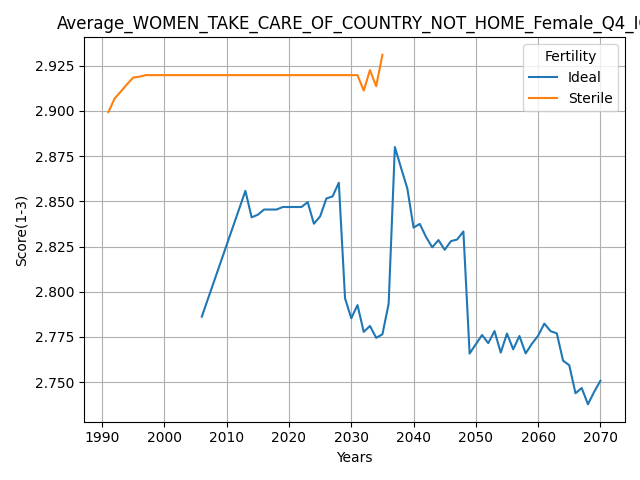 Average_WOMEN_TAKE_CARE_OF_COUNTRY_NOT_HOME_Female_Q4_I
Fertility
Ideal
Sterile
2.925
2.900
2.875
2.850
2.825
2.800
2.775
2.750
Score(1-3)
1990 2000 2010 2020 2030 2040 2050 2060 2070
Years